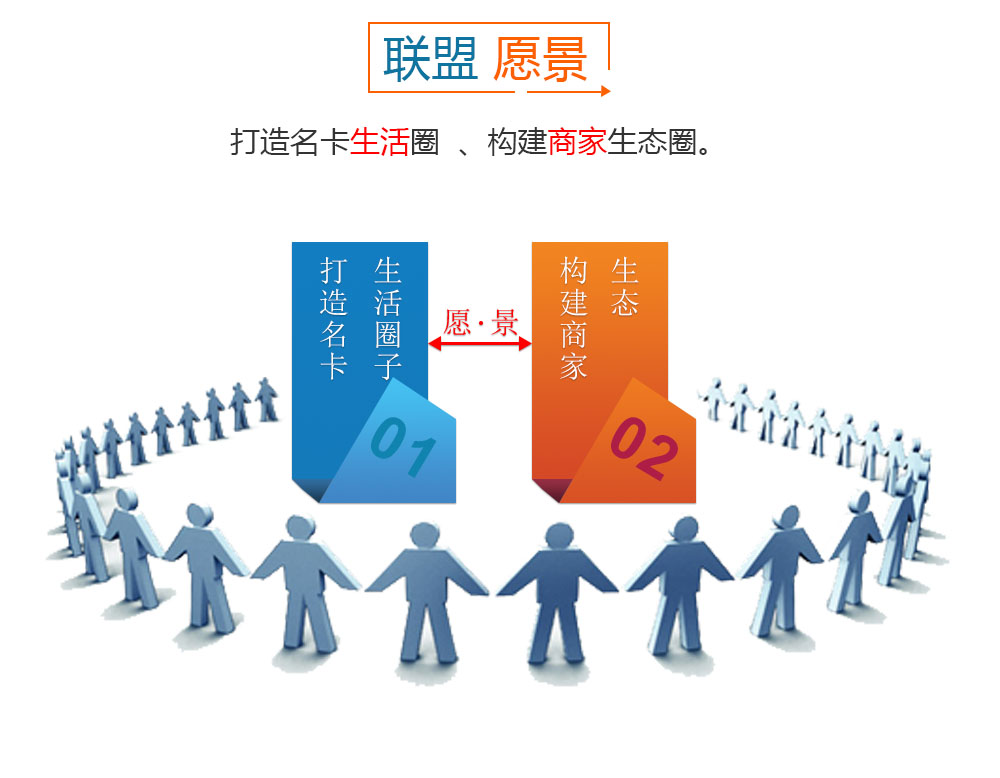 联盟 愿景
打造名卡生活圈 、构建商家生态圈。
打造名卡
生活圈子
01
愿·景
构建商家
生态
02